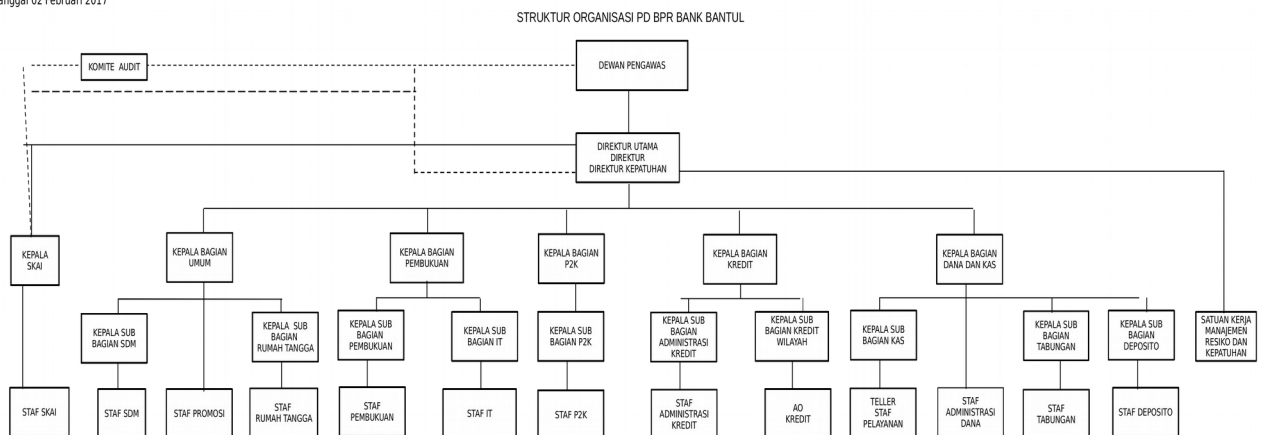 anggal 02 Februari 2017
STRUKTUR ORGANISASI PD BPR BANK BANTUL
KOMITE AUDIT
DEWAN PENGAWAS
DIREKTUR UTAMA
DIREKTUR
DIREKTUR KEPATUHAN
KEPALA
SKAI
KEPALA BAGIAN
UMUM
KEPALA BAGIAN
PEMBUKUAN
KEPALA BAGIAN
P2K
KEPALA BAGIAN
KREDIT
KEPALA BAGIAN
DANA DAN KAS
KEPALA SUB
BAGIAN SDM
KEPALA SUB
BAGIAN
RUMAH TANGGA
KEPALA SUB
BAGIAN
PEMBUKUAN
KEPALA SUB
BAGIAN IT
KEPALA SUB
BAGIAN P2K
KEPALA SUB
BAGIAN
ADMINISTRASI
KREDIT
KEPALA SUB
BAGIAN KREDIT
WILAYAH
KEPALA SUB
BAGIAN KAS
KEPALA SUB
BAGIAN
TABUNGAN
KEPALA SUB
BAGIAN
DEPOSITO
SATUAN KERJA
MANAJEMEN
RESIKO DAN
KEPATUHAN
STAF SKAI
STAF SDM
STAF PROMOSI
STAF
RUMAH TANGGA
STAF
PEMBUKUAN
STAF IT
STAF P2K
STAF
ADMINISTRASI
KREDIT
AO
KREDIT
TELLER
STAF
PELAYANAN
STAF
ADMINISTRASI
DANA
STAF
TABUNGAN
STAF DEPOSITO